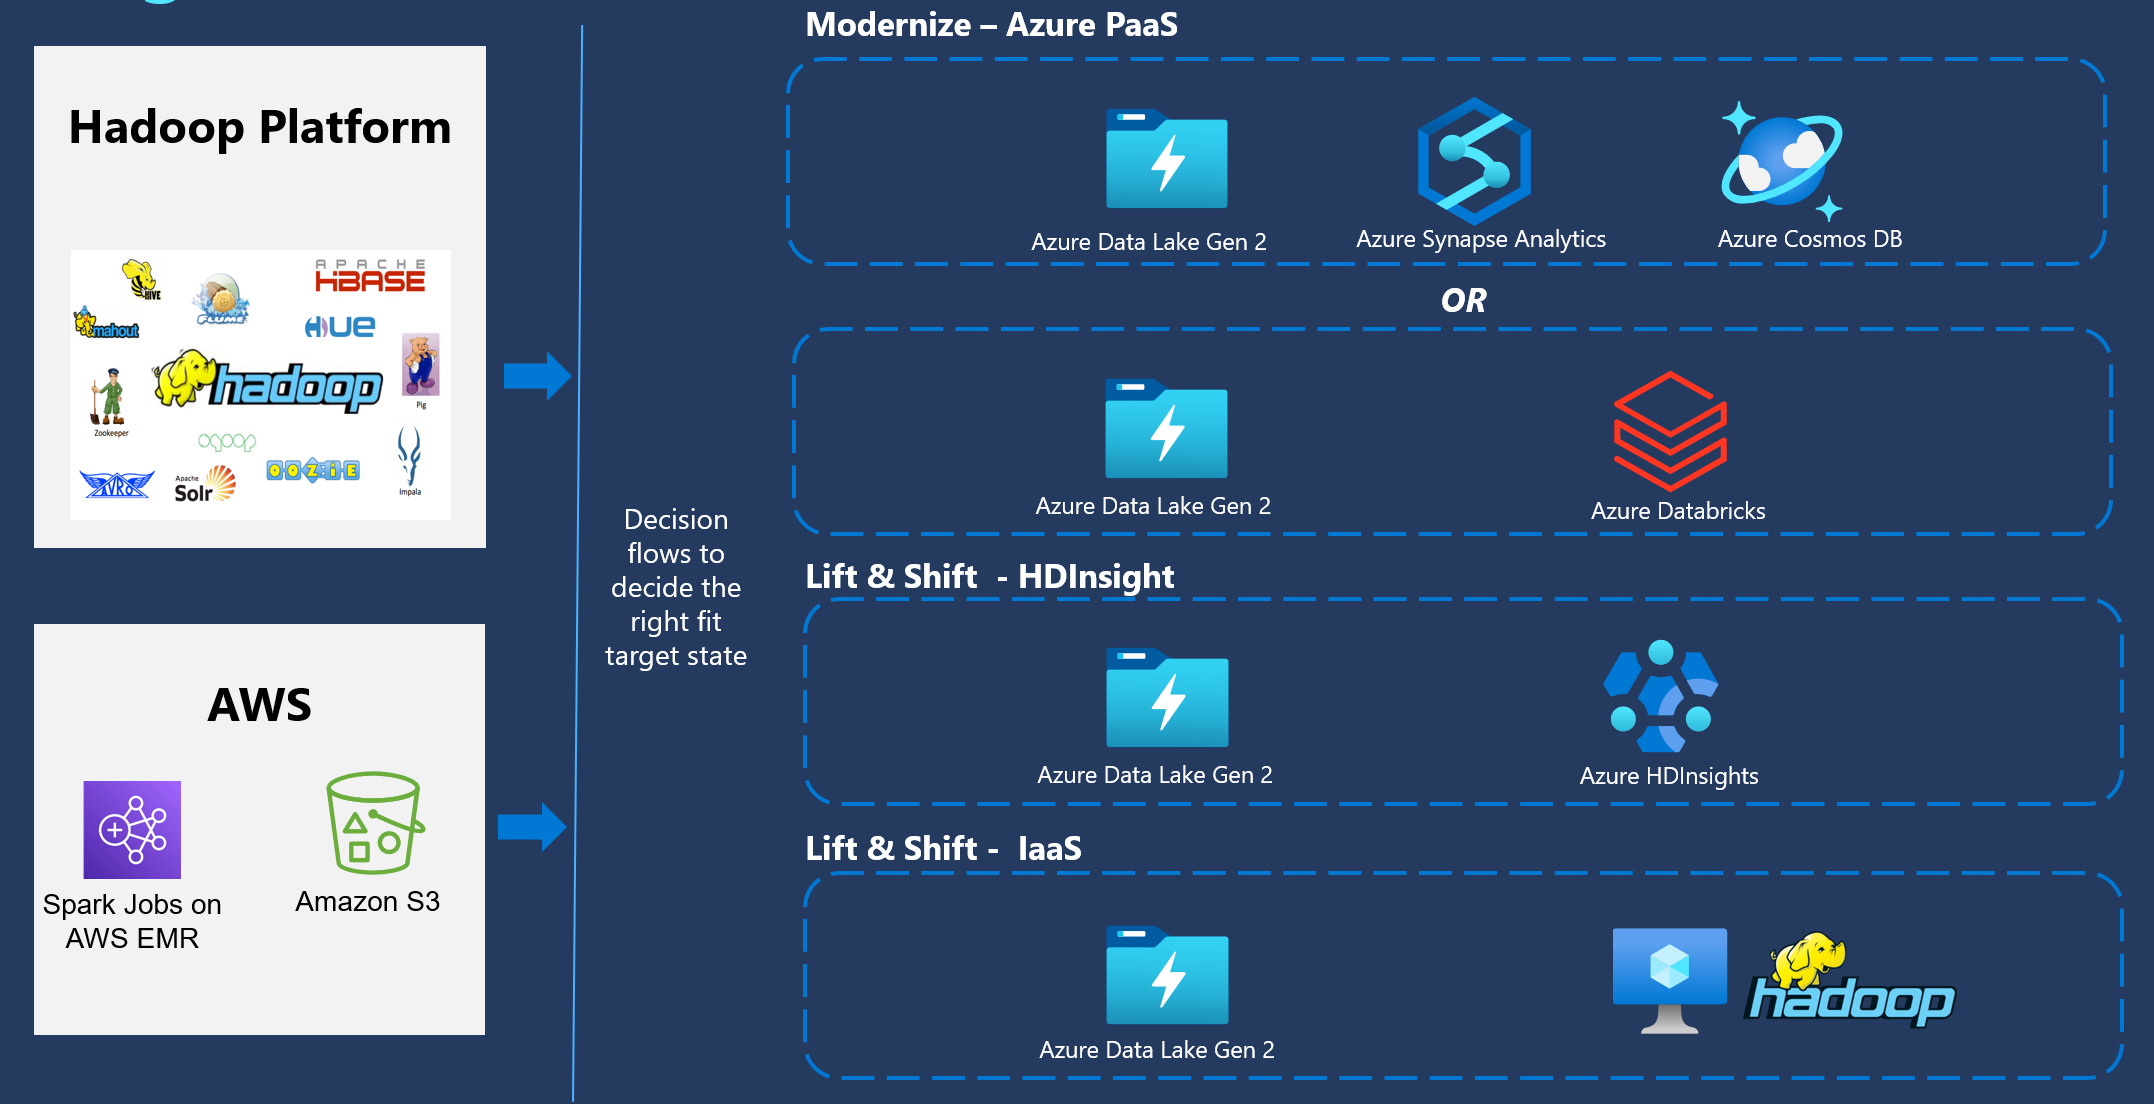 Hadoop Platform
HIVE
APACHE
HBASE
FLUME
HUE
mahout
hadoop
Pig
Zookeeper
sqoop
OOZIE
AVRO
Apache
Solr
Impala
AWS
Spark Jobs on
AWS EMR
Amazon S3
Decision
flows to
decide the
right fit
target state
Modernize – Azure PaaS
Azure Data Lake Gen 2
Azure Synapse Analytics
Azure Cosmos DB
OR
Azure Data Lake Gen 2
Azure Databricks
Lift & Shift - HDInsight
Azure Data Lake Gen 2
Azure HDInsights
Lift & Shift - IaaS
Azure Data Lake Gen 2
hadoop